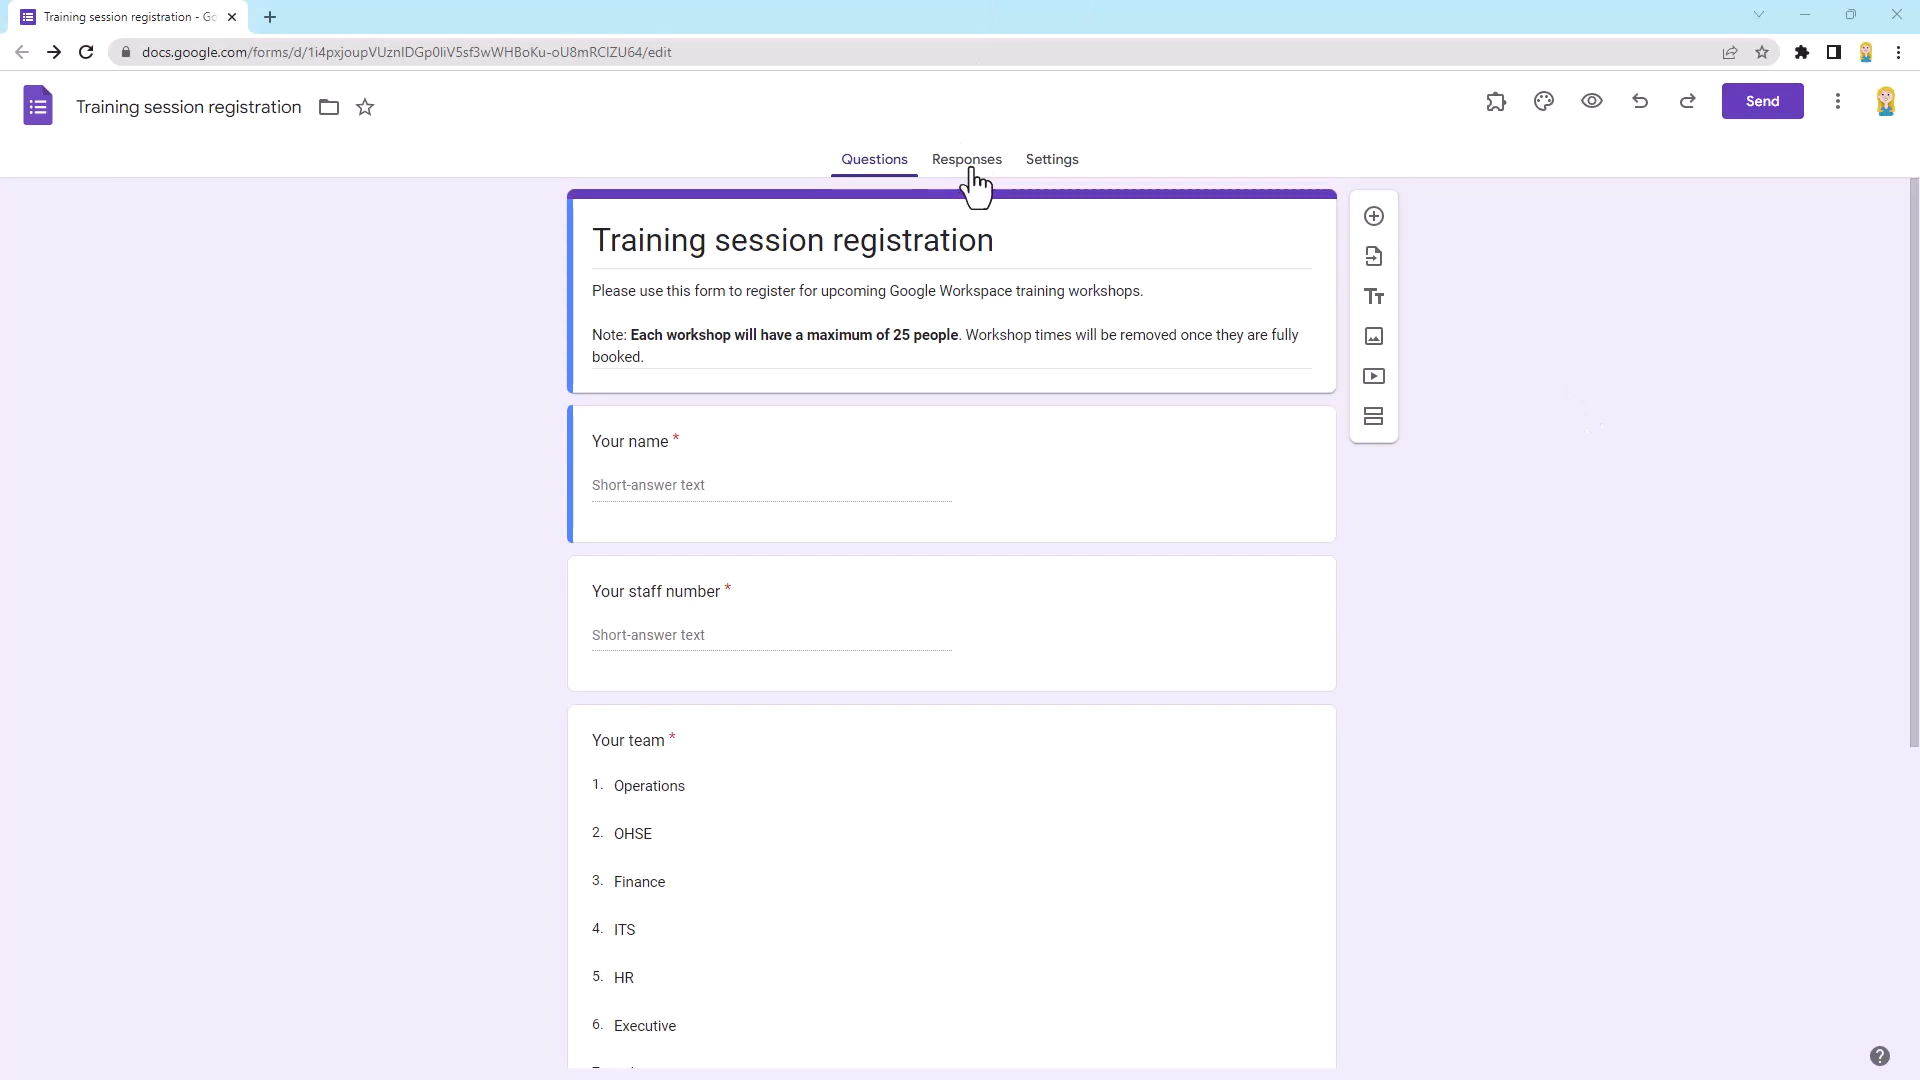 Training session registration - Go
docs.google.com/forms/d/1i4pxjoupVUznIDGp0liV5sf3wWHBoKu-oU8mRCIZU64/edit
Training session registration
Send
Questions Responses Settings
Training session registration
Please use this form to register for upcoming Google Workspace training workshops.
Note: Each workshop will have a maximum of 25 people. Workshop times will be removed once they are fully
booked.
Your name *
Short-answer text
Your staff number *
Short-answer text
Your team *
1. Operations
2. OHSE
3. Finance
4. ITS
5. HR
6. Executive